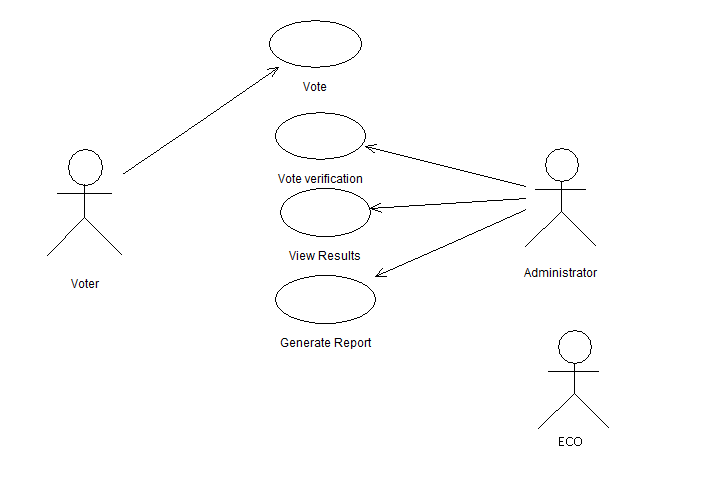 Vote
Vote verification
View Results
Voter
Administrator
Generate Report
ECO